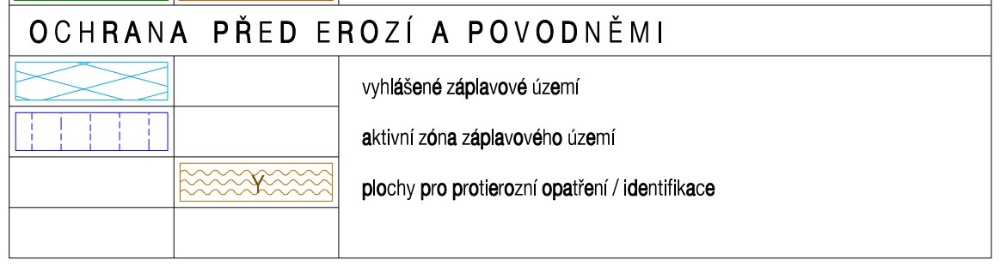 OCHRANA PŘED EROZÍ A POVODNĚMI
vyhlášené záplavové území
aktivní zóna záplavového území
Y
plochy pro protierozní opatření / identifikace